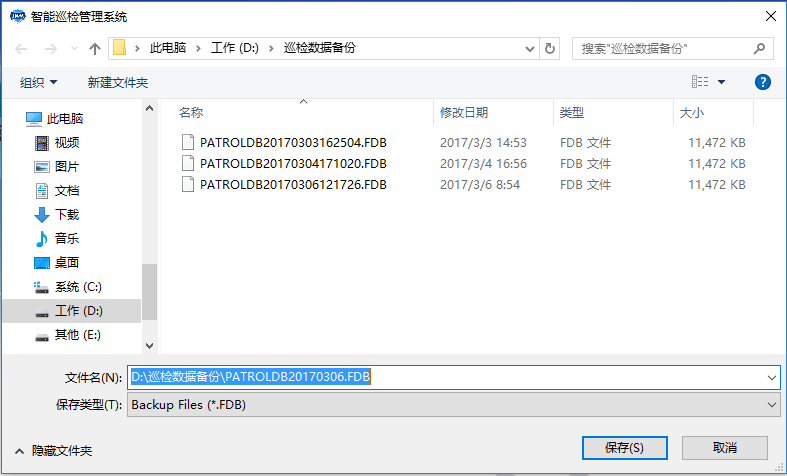 智能巡检管理系统
此电脑 › 工作 (D:) › 巡检数据备份
搜索"巡检数据备份"
组织 新建文件夹
名称 修改日期 类型 大小
PATROLDB20170303162504.FDB 2017/3/3 14:53 FDB 文件 11,472 KB
PATROLDB20170304171020.FDB 2017/3/4 16:56 FDB 文件 11,472 KB
PATROLDB20170306121726.FDB 2017/3/6 8:54 FDB 文件 11,472 KB
此电脑
视频
图片
文档
下载
音乐
桌面
系统 (C:)
工作 (D:)
其他 (E:)
文件名(N): D:\巡检数据备份\PATROLDB20170306.FDB
保存类型(T): Backup Files (*.FDB)
隐藏文件夹
保存(S) 取消